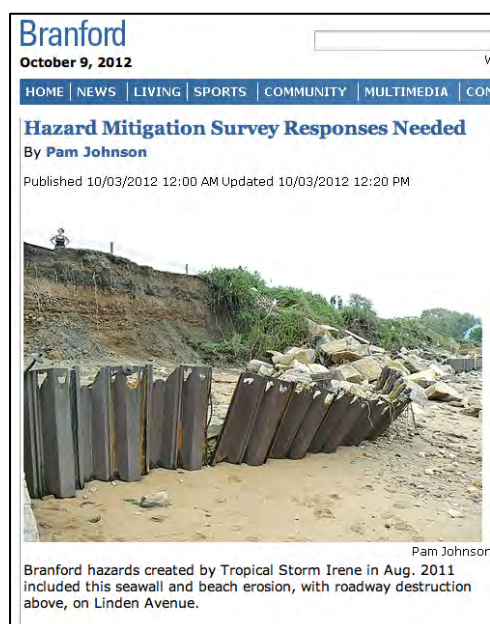 Branford
October 9, 2012
HOME | NEWS | LIVING | SPORTS | COMMUNITY | MULTIMEDIA
Hazard Mitigation Survey Responses Needed
By Pam Johnson
Published 10/03/2012 12:00 AM Updated 10/03/2012 12:20 PM
Pam Johnson
Branford hazards created by Tropical Storm Irene in Aug. 2011
included this seawall and beach erosion, with roadway destruction
above, on Linden Avenue.